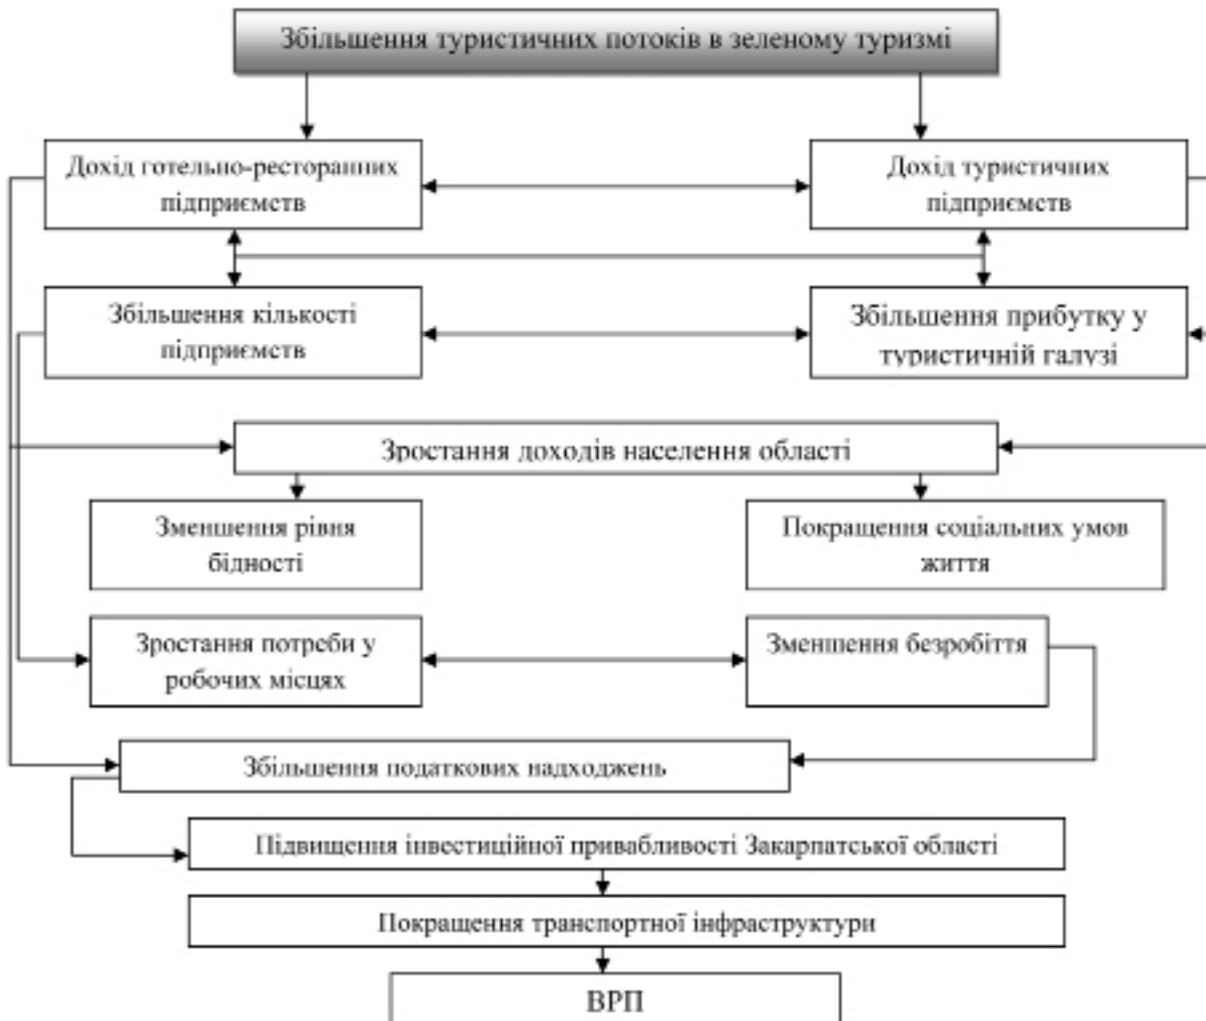 Збільшення туристичних потоків в зеленому туризмі
Дохід готельно-ресторанних
підприємств
Дохід туристичних
підприємств
Збільшення кількості
підприємств
Збільшення прибутку у
туристичній галузі
Зростання доходів населення області
Зменшення рівня
бідності
Покращення соціальних умов
життя
Зростання потреби у
робочих місцях
Зменшення безробіття
Збільшення податкових надходжень
Підвищення інвестиційної привабливості Закарпатської області
Покращення транспортної інфраструктури
ВРП